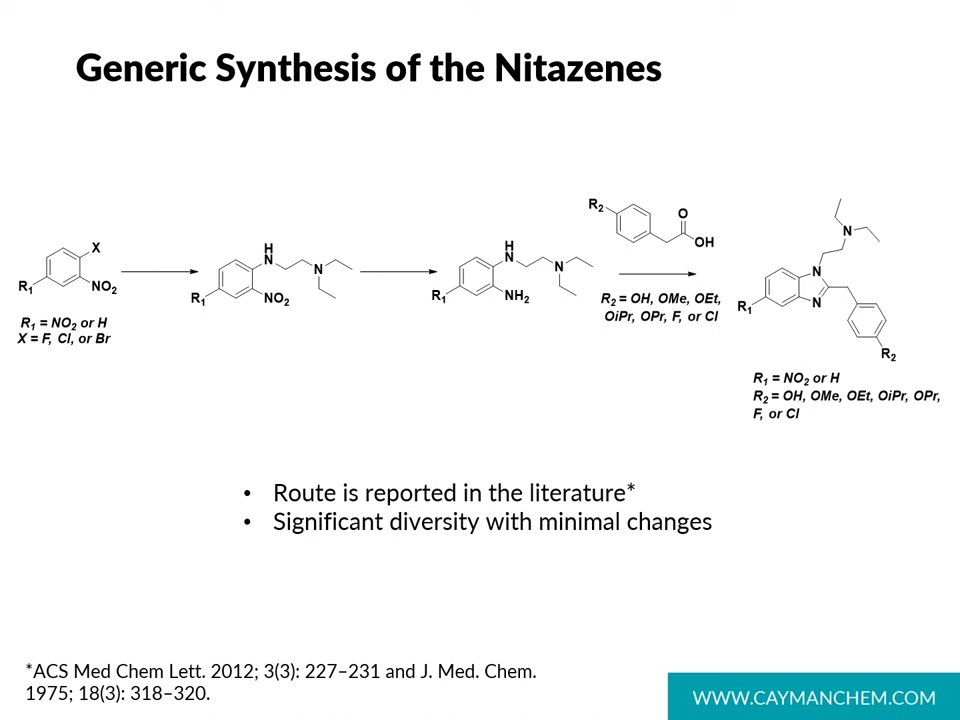 Generic Synthesis of the Nitazenes
X
R1
NO2
R1 = NO2 or H
X = F, Cl, or Br
H
N
N
R1
NO2
H
N
N
R1
NH2
R2
O
OH
R2 = OH, OMe, OEt,
OiPr, OPr, F, or Cl
N
N
N
R1
R2
R1 = NO2 or H
R2 = OH, OMe, OEt, OiPr, OPr,
F, or Cl
• Route is reported in the literature*
• Significant diversity with minimal changes
*ACS Med Chem Lett. 2012; 3(3): 227–231 and J. Med. Chem.
1975; 18(3): 318–320.
WWW.CAYMANCHEM.COM